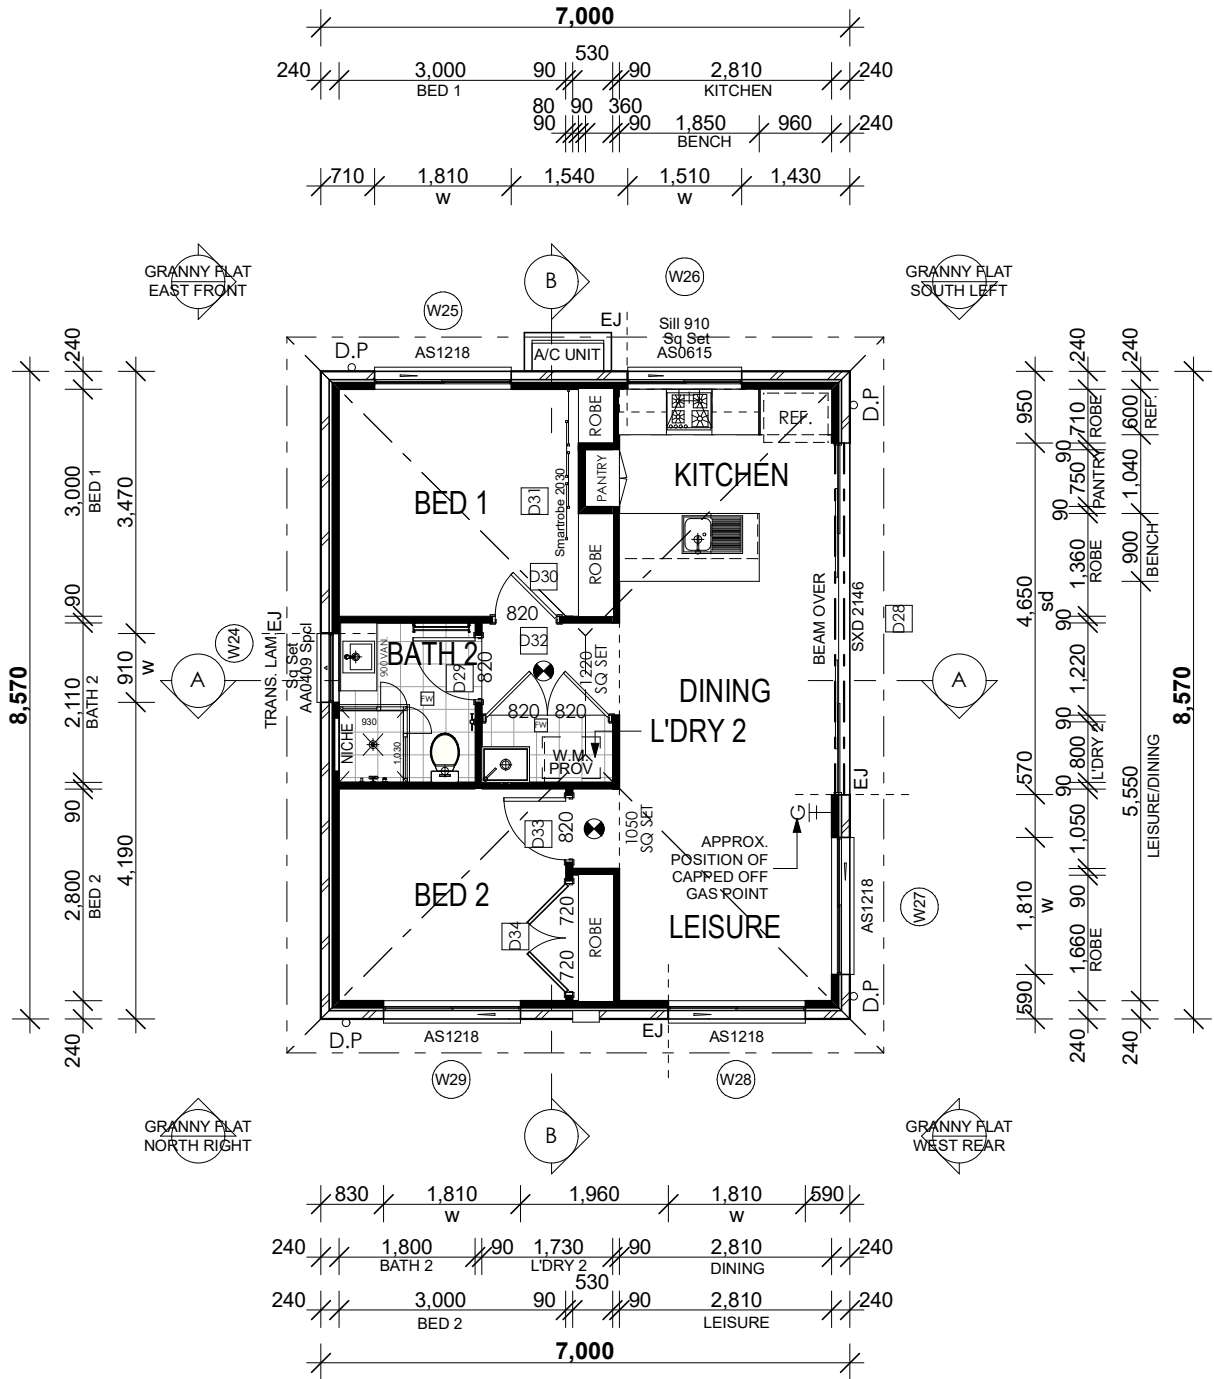 7,000
530
240 3,000 90 90 2,810 240
BED 1 KITCHEN
80 90 360
90 90 1,850 960 240
BENCH
710 1,810 1,540 1,510 1,430
w w
GRANNY FLAT
EAST FRONT
B
W26
GRANNY FLAT
SOUTH LEFT
W25
EJ
Sill 910
Sq Set
AS0615
D.P
AS1218
A/C UNIT
D.P
ROBE
REF.
KITCHEN
PANTRY
BED 1
D31
Smartrobe 2030
ROBE
D30
820
D32
BATH 2
900 VAN.
D29
820
FW
1220
SQ SET
820 820
FW
DINING
L'DRY 2
W.M.
PROV
NICHE
930
1,030
BEAM OVER
SXD 2146
D28
W24
EJ
TRANS. LAM
Sq Set
AA0409 Spcl
A
A
EJ
D33
820
1050
SQ SET
G
APPROX.
POSITION OF
CAPPED OFF
GAS POINT
BED 2
D34
720
720
ROBE
LEISURE
AS1218
W27
D.P
D.P
AS1218
EJ
AS1218
W29
W28
GRANNY FLAT
NORTH RIGHT
B
GRANNY FLAT
WEST REAR
8,570
240
3,000
BED 1
90
2,110
BATH 2
90
2,800
BED 2
240
3,470
910
w
4,190
950
4,650
sd
570
1,810
w
590
240
710
ROBE
90
750
PANTRY
90
1,360
ROBE
90
1,220
90
800
L'DRY 2
90
1,050
90
1,660
ROBE
240
240
600
REF.
1,040
900
BENCH
5,550
LEISURE/DINING
240
8,570
830 1,810 1,960 1,810 590
w w
240 1,800 90 1,730 90 2,810 240
BATH 2 L'DRY 2 DINING
530
240 3,000 90 90 2,810 240
BED 2 LEISURE
7,000